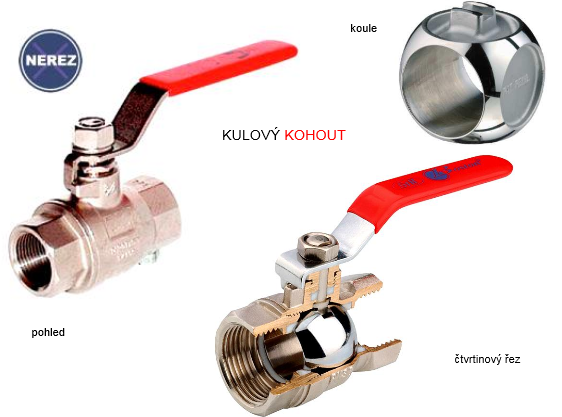 NEREZ
koule
KULOVÝ KOHOUT
pohled
čtvrtinový řez